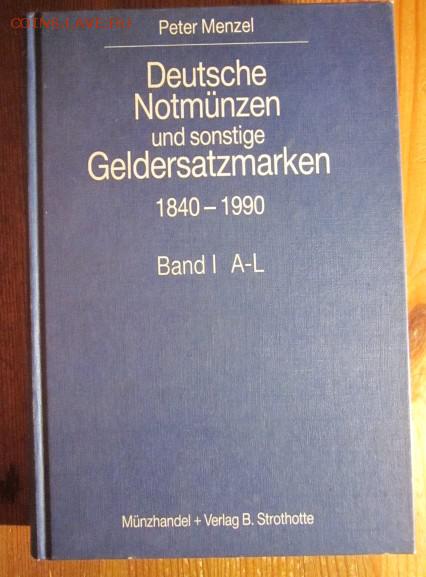 COINS.LAVE.RU
Peter Menzel
Deutsche
Notmünzen
und sonstige
Geldersatzmarken
1840 – 1990
Band I A-L
Münzhandel + Verlag B. Strothotte